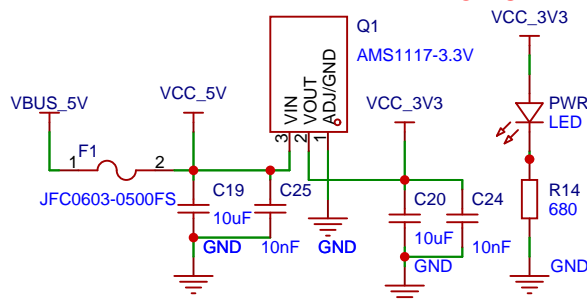 VCC_3V3
Q1
AMS1117-3.3V
VCC_5V
VBUS_5V
VIN
VOUT
ADJ/GND
3
2
1
VCC_3V3
PWR
LED
F1
1
2
JFC0603-0500FS
C19
10uF
C25
10nF
GND
GND
C20
10uF
C24
10nF
GND
R14
680
GND